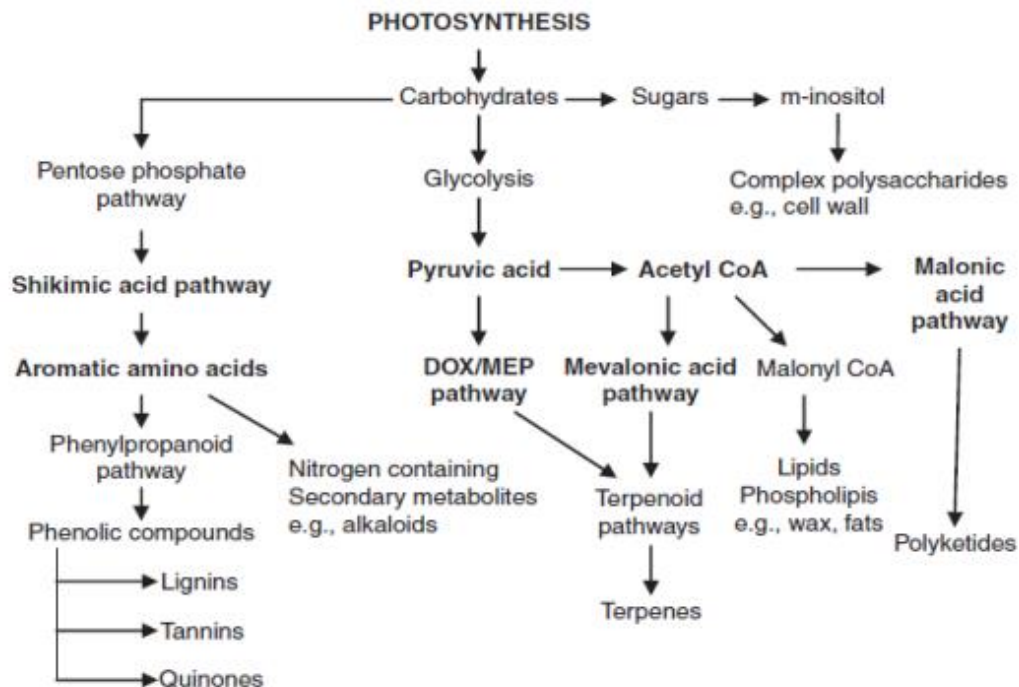 PHOTOSYNTHESIS
Carbohydrates
Sugars
m-inositol
Pentose phosphate
pathway
Glycolysis
Complex polysaccharides
e.g., cell wall
Shikimic acid pathway
Pyruvic acid
Acetyl CoA
Malonic
acid
pathway
Aromatic amino acids
DOX/MEP
pathway
Mevalonic acid
pathway
Malonyl CoA
Phenylpropanoid
pathway
Nitrogen containing
Secondary metabolites
e.g., alkaloids
Terpenoid
pathways
Lipids
Phospholipis
e.g., wax, fats
Phenolic compounds
Polyketides
Lignins
Terpenes
Tannins
Quinones